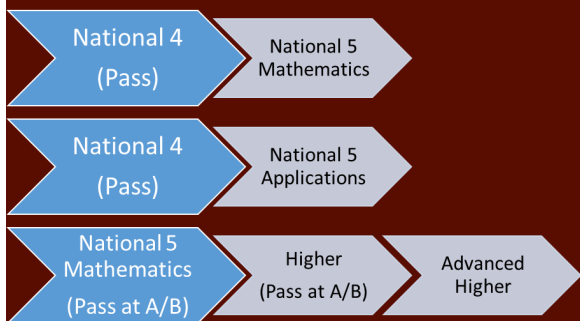 National 4
(Pass)
National 5
Mathematics
National 4
(Pass)
National 5
Applications
National 5
Mathematics
(Pass at A/B)
Higher
(Pass at A/B)
Advanced
Higher